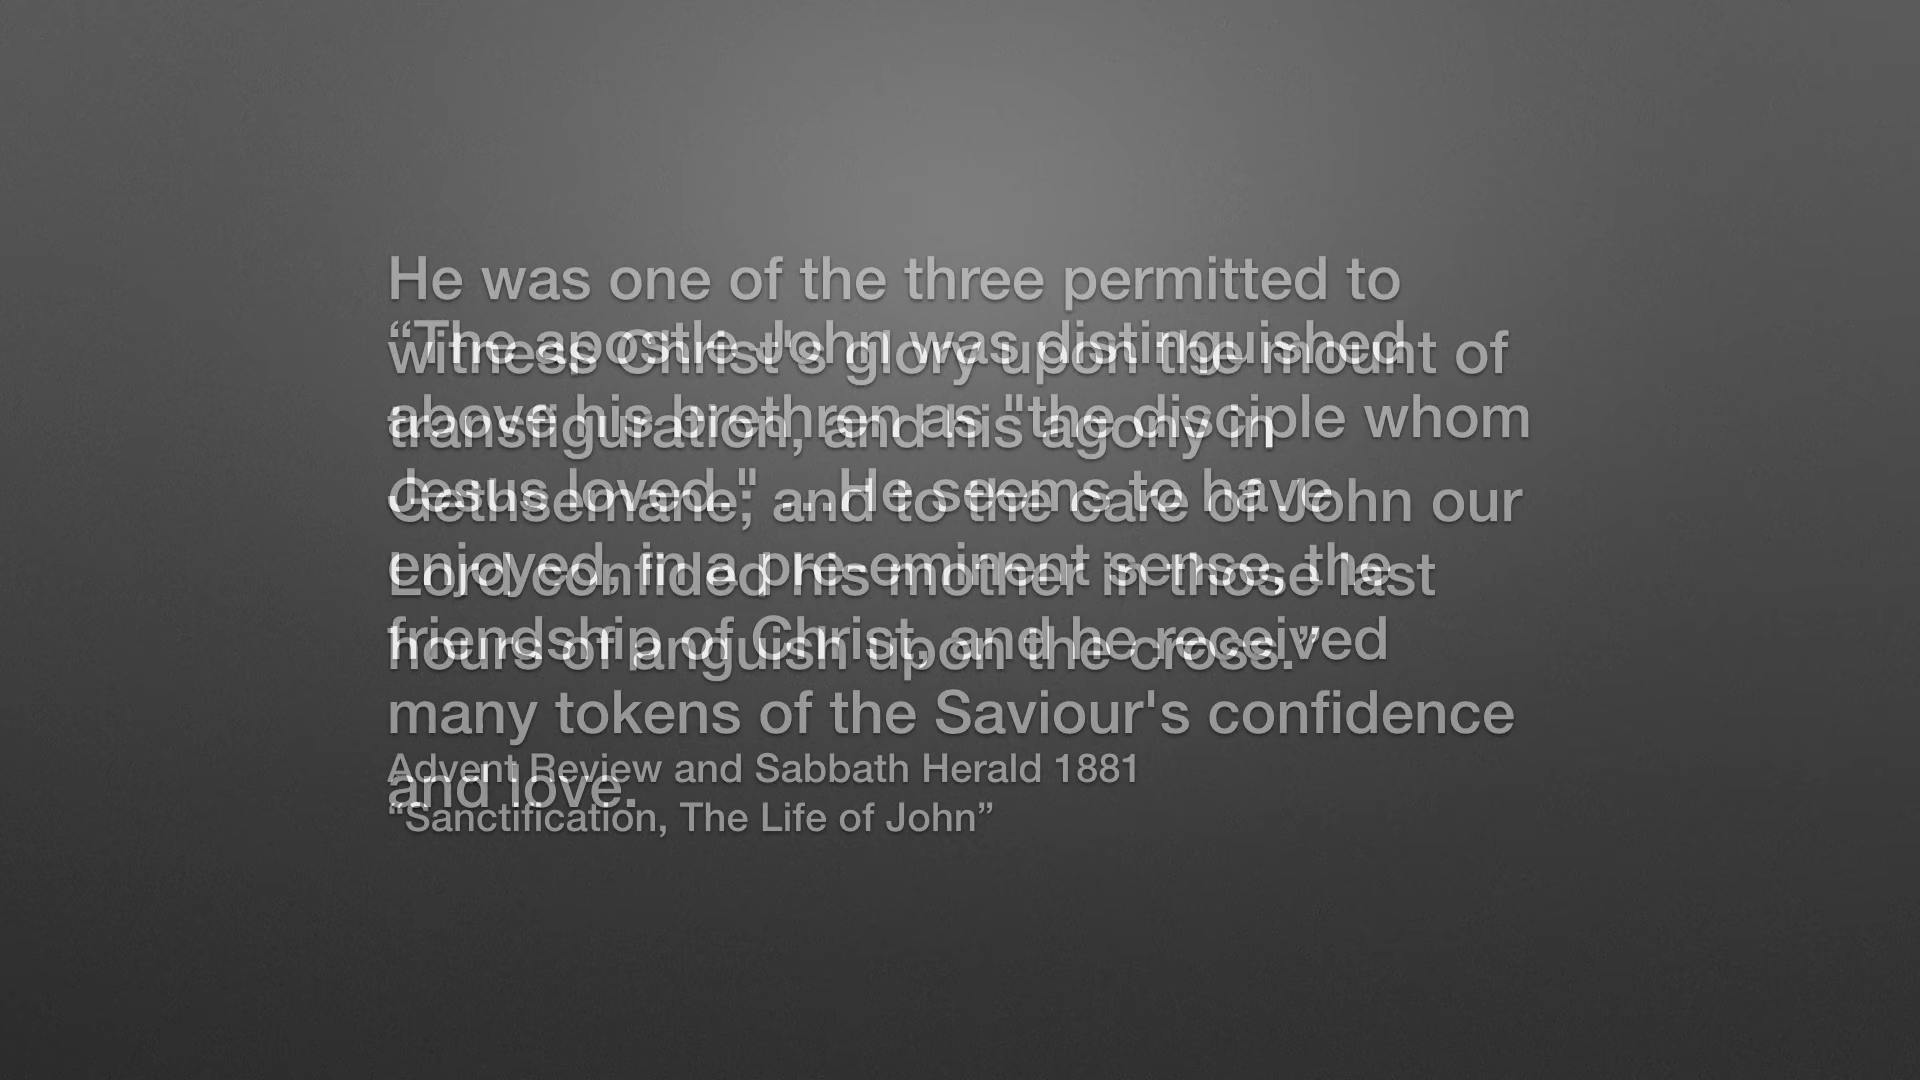 “The apostle John was distinguished
above his brethren as "the disciple whom
Jesus loved." ...He seems to have
enjoyed, in a pre-eminent sense, the
friendship of Christ, and he received
many tokens of the Saviour's confidence
and love.
He was one of the three permitted to
witness Christ's glory upon the mount of
transfiguration, and his agony in
Gethsemane; and to the care of John our
Lord confided his mother in those last
hours of anguish upon the cross.”
Advent Review and Sabbath Herald 1881
“Sanctification, The Life of John”